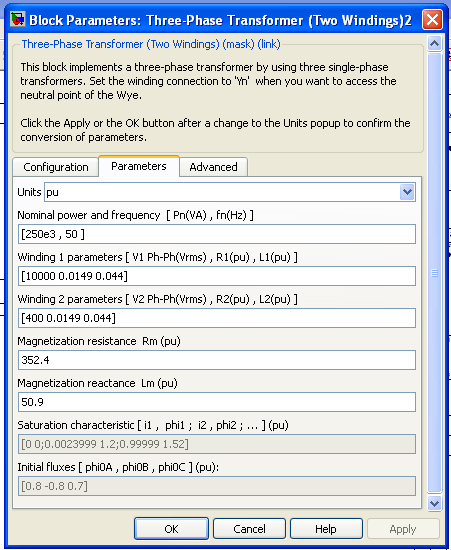 Block Parameters: Three-Phase Transformer (Two Windings)2
Three-Phase Transformer (Two Windings) (mask) (link)
This block implements a three-phase transformer by using three single-phase
transformers. Set the winding connection to 'Yn' when you want to access the
neutral point of the Wye.
Click the Apply or the OK button after a change to the Units popup to confirm the
conversion of parameters.
Configuration Parameters Advanced
Units pu
Nominal power and frequency [ Pn(VA) , fn(Hz) ]
[250e3 , 50 ]
Winding 1 parameters [ V1 Ph-Ph(Vrms) , R1(pu) , L1(pu) ]
[10000 0.0149 0.044]
Winding 2 parameters [ V2 Ph-Ph(Vrms) , R2(pu) , L2(pu) ]
[400 0.0149 0.044]
Magnetization resistance Rm (pu)
352.4
Magnetization reactance Lm (pu)
50.9
Saturation characteristic [ i1 , phi1 ; i2 , phi2 ; ... ] (pu)
[0 0;0.0023999 1.2;0.99999 1.52]
Initial fluxes [ phi0A , phi0B , phi0C ] (pu):
[0.8 -0.8 0.7]
OK Cancel Help Apply